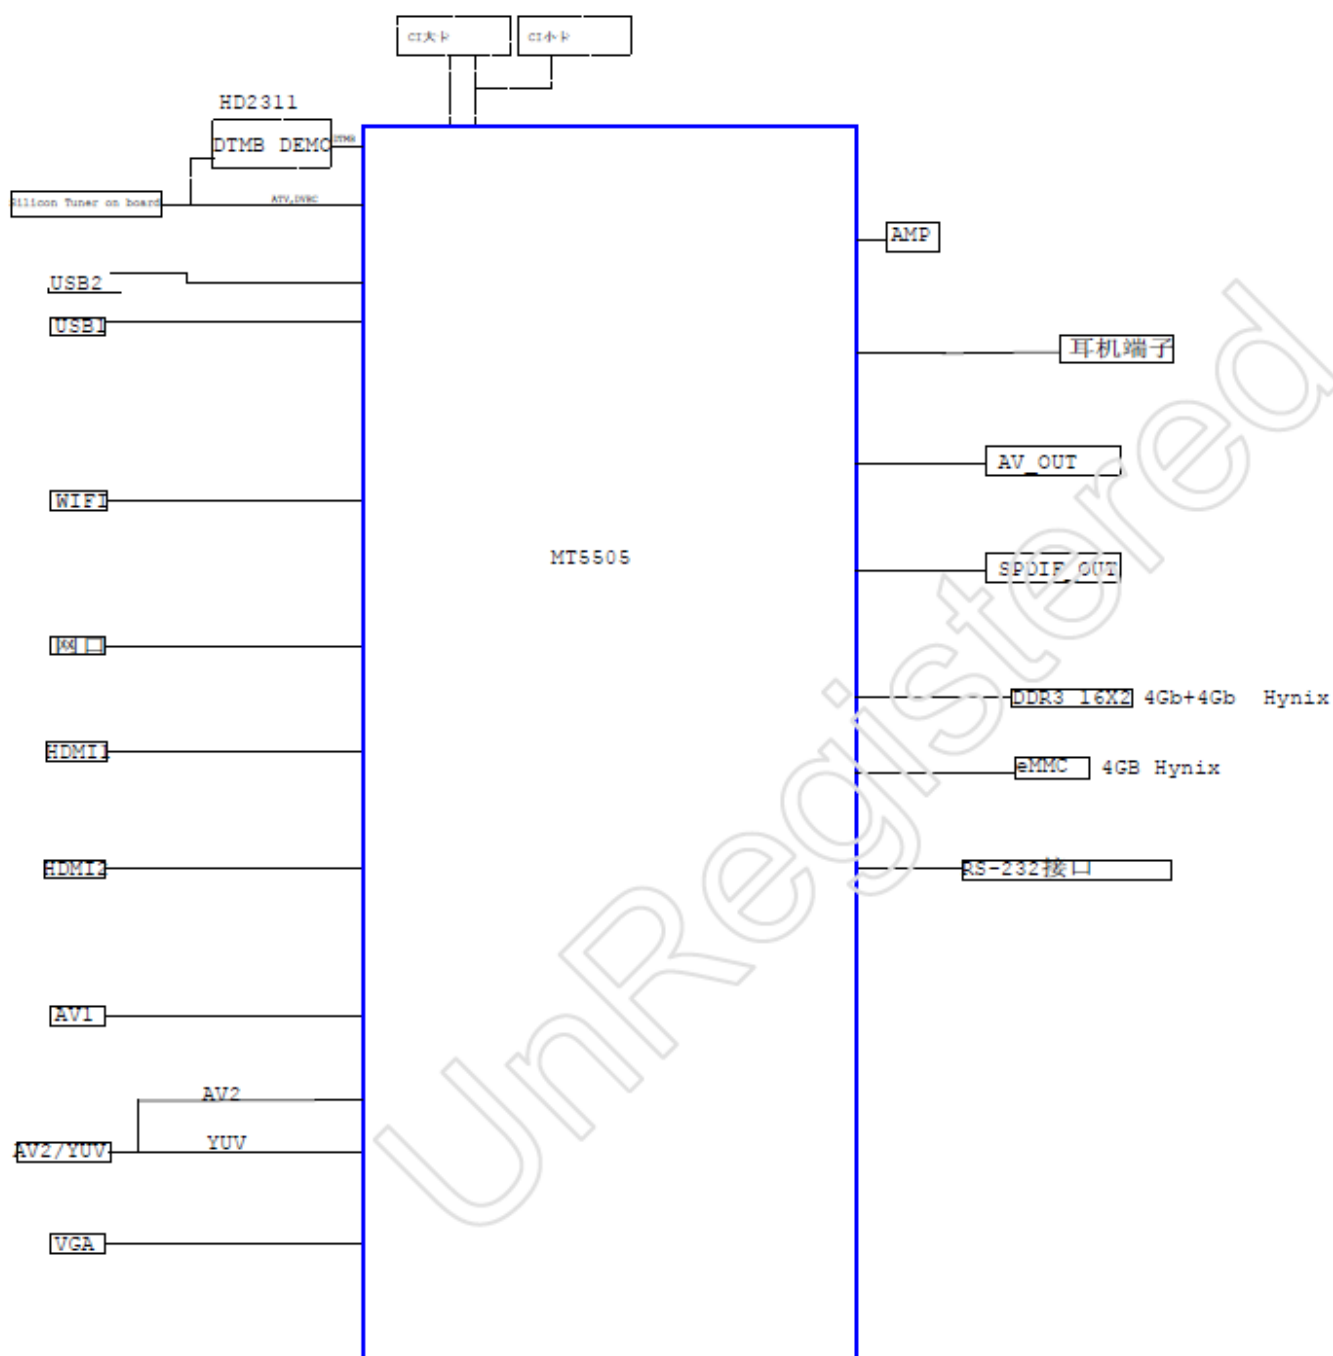 CI大卡
CI小卡
HD2311
DTMB DEMO
DTMB
Silicon Tuner on board
ATV,DVBC
AMP
USB2
USB1
耳机端子
AV_OUT
WIFI
MT5505
SPDIF_OUT
网口
DDR3 16X2 4Gb+4Gb Hynix
HDMI1
eMMC 4GB Hynix
HDMI2
RS-232接口
AV1
AV2
YUV
AV2/YUV
VGA
UnRegistered